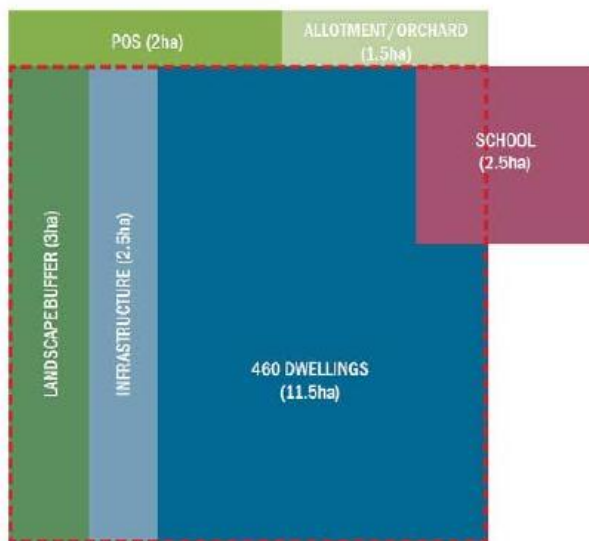 POS (2ha)
ALLOTMENT/ORCHARD
(1.5ha)
SCHOOL
(2.5ha)
LANDSCAPE BUFFER (3ha)
INFRASTRUCTURE (2.5ha)
460 DWELLINGS
(11.5ha)